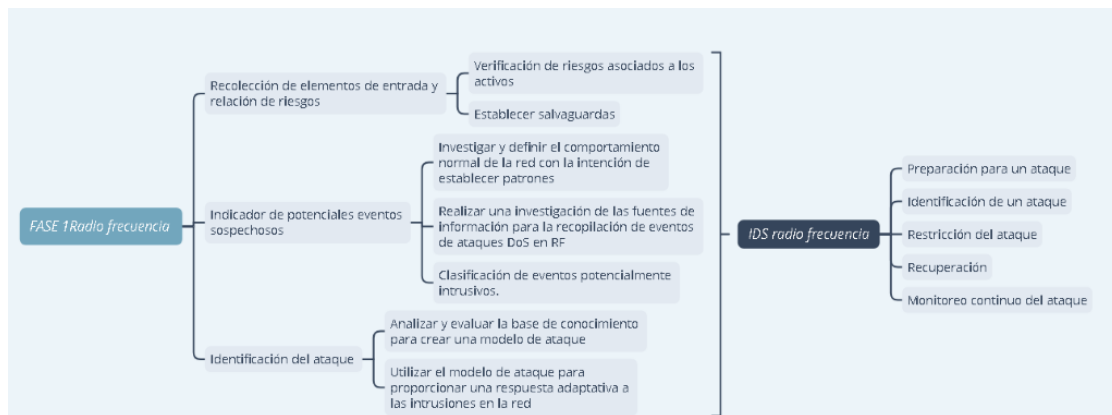 FASE 1Radio frecuencia
Recolección de elementos de entrada y
relación de riesgos
Verificación de riesgos asociados a los
activos
Establecer salvaguardas
Indicador de potenciales eventos
sospechosos
Investigar y definir el comportamiento
normal de la red con la intención de
establecer patrones
Realizar una investigación de las fuentes de
información para la recopilación de eventos
de ataques DoS en RF
Clasificación de eventos potencialmente
intrusivos.
Identificación del ataque
Analizar y evaluar la base de conocimiento
para crear una modelo de ataque
Utilizar el modelo de ataque para
proporcionar una respuesta adaptativa a
las intrusiones en la red
IDS radio frecuencia
Preparación para un ataque
Identificación de un ataque
Restricción del ataque
Recuperación
Monitoreo continuo del ataque